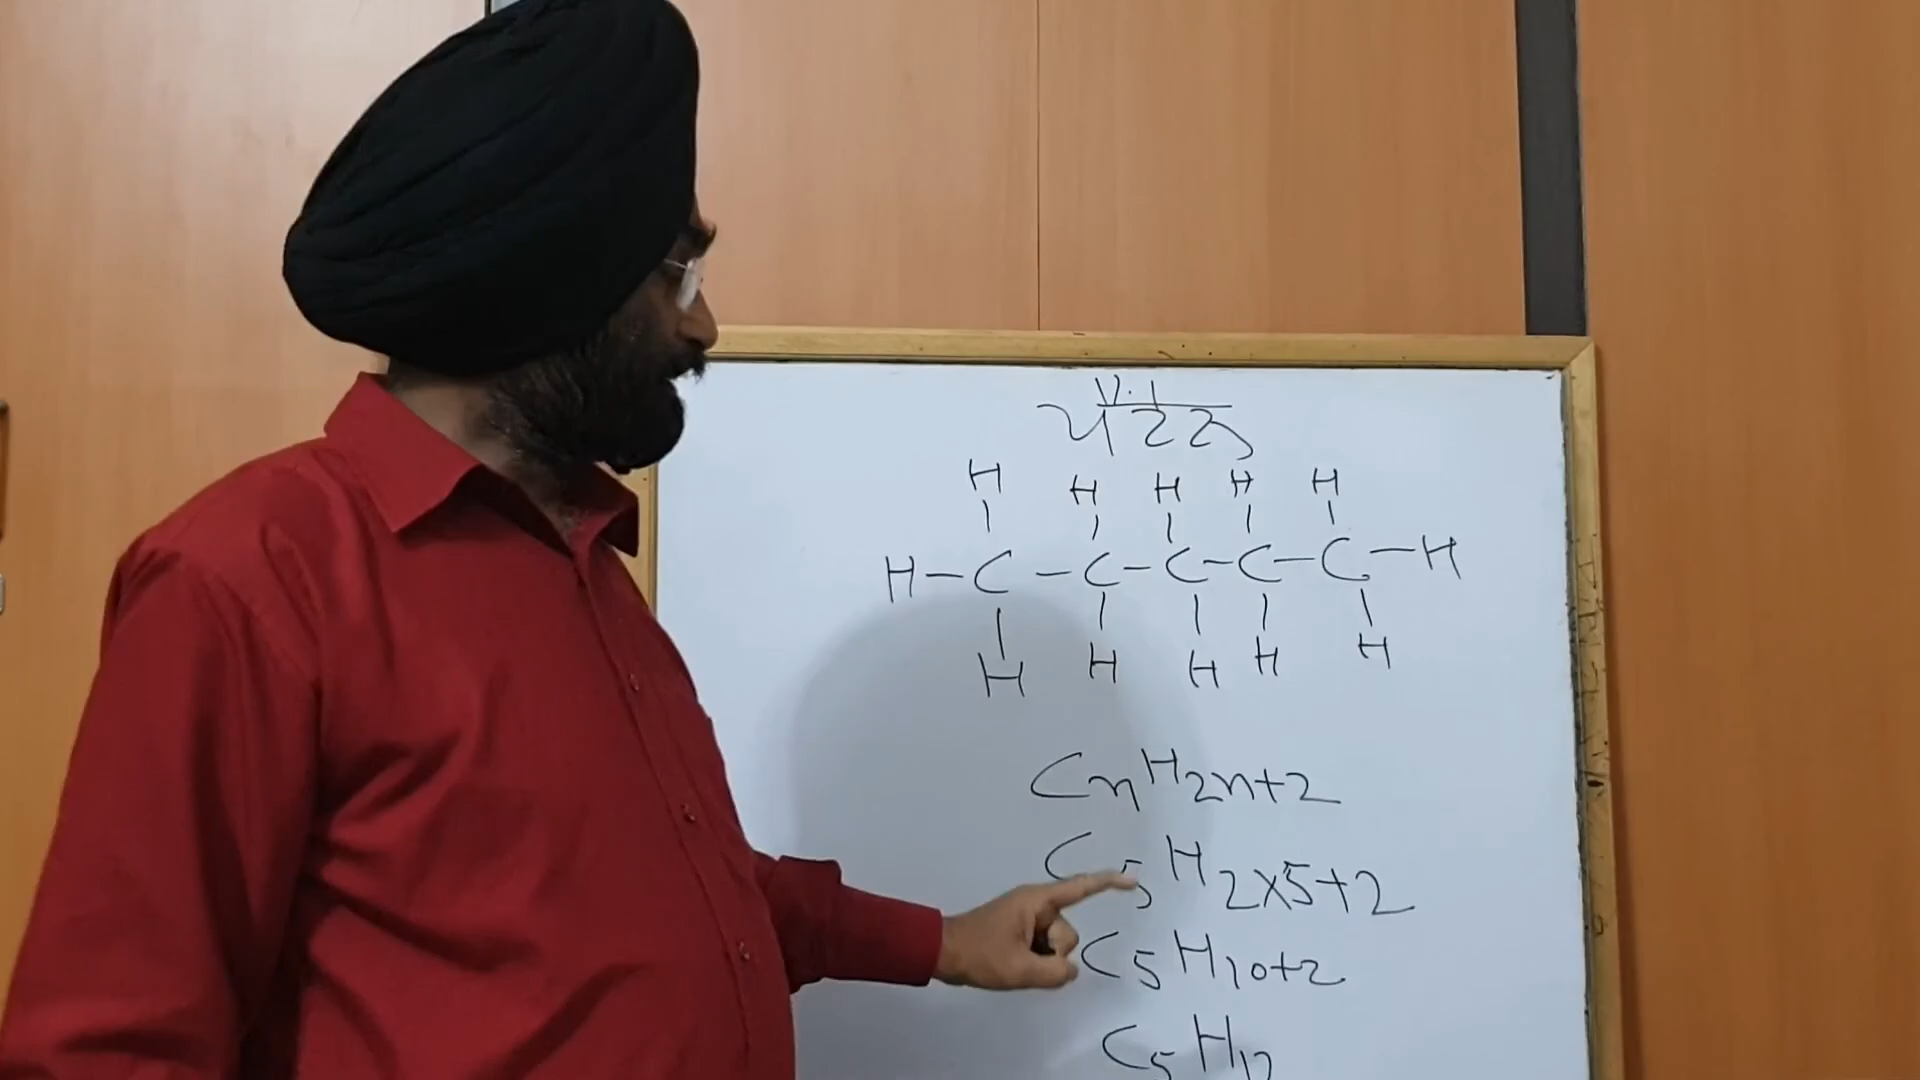 H H H H H
H-C-C-C-C-C-H
H H H H H
CnH2n+2
C5H2x5+2
C5H10+2
C5H12